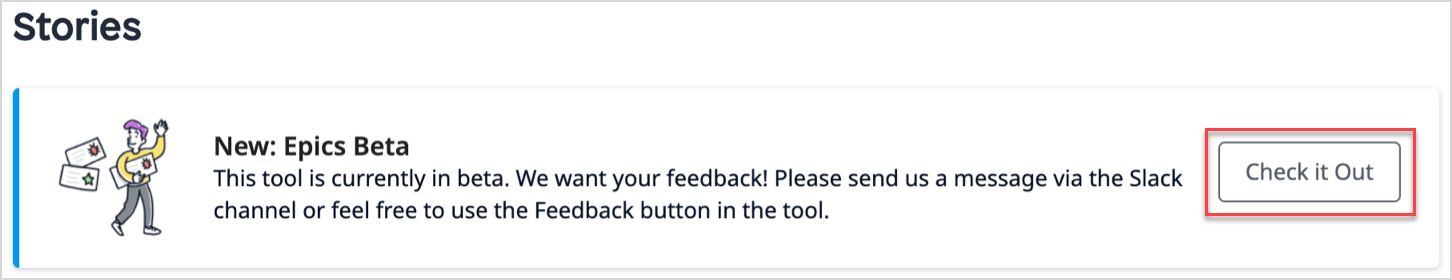 Stories
New: Epics Beta
This tool is currently in beta. We want your feedback! Please send us a message via the Slack
channel or feel free to use the Feedback button in the tool.
Check it Out